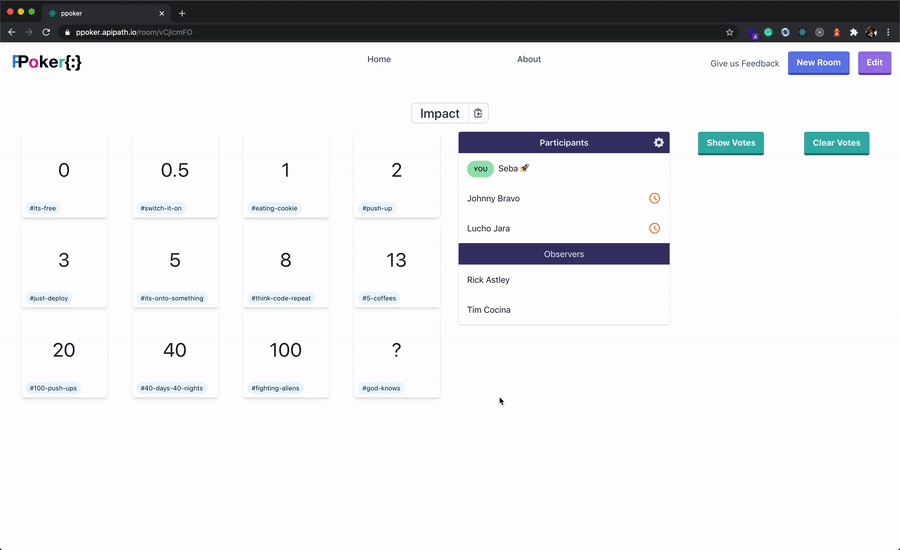 ppoker
ppoker.apipath.io/room/vCjlcmFO
PPoker{:}
Home
About
Give us Feedback
New Room
Edit
Impact
0
#its-free
0.5
#switch-it-on
1
#eating-cookie
2
#push-up
3
#just-deploy
5
#its-onto-something
8
#think-code-repeat
13
#5-coffees
20
#100-push-ups
40
#40-days-40-nights
100
#fighting-aliens
?
#god-knows
Participants
YOU Seba
Johnny Bravo
Lucho Jara
Observers
Rick Astley
Tim Cocina
Show Votes
Clear Votes